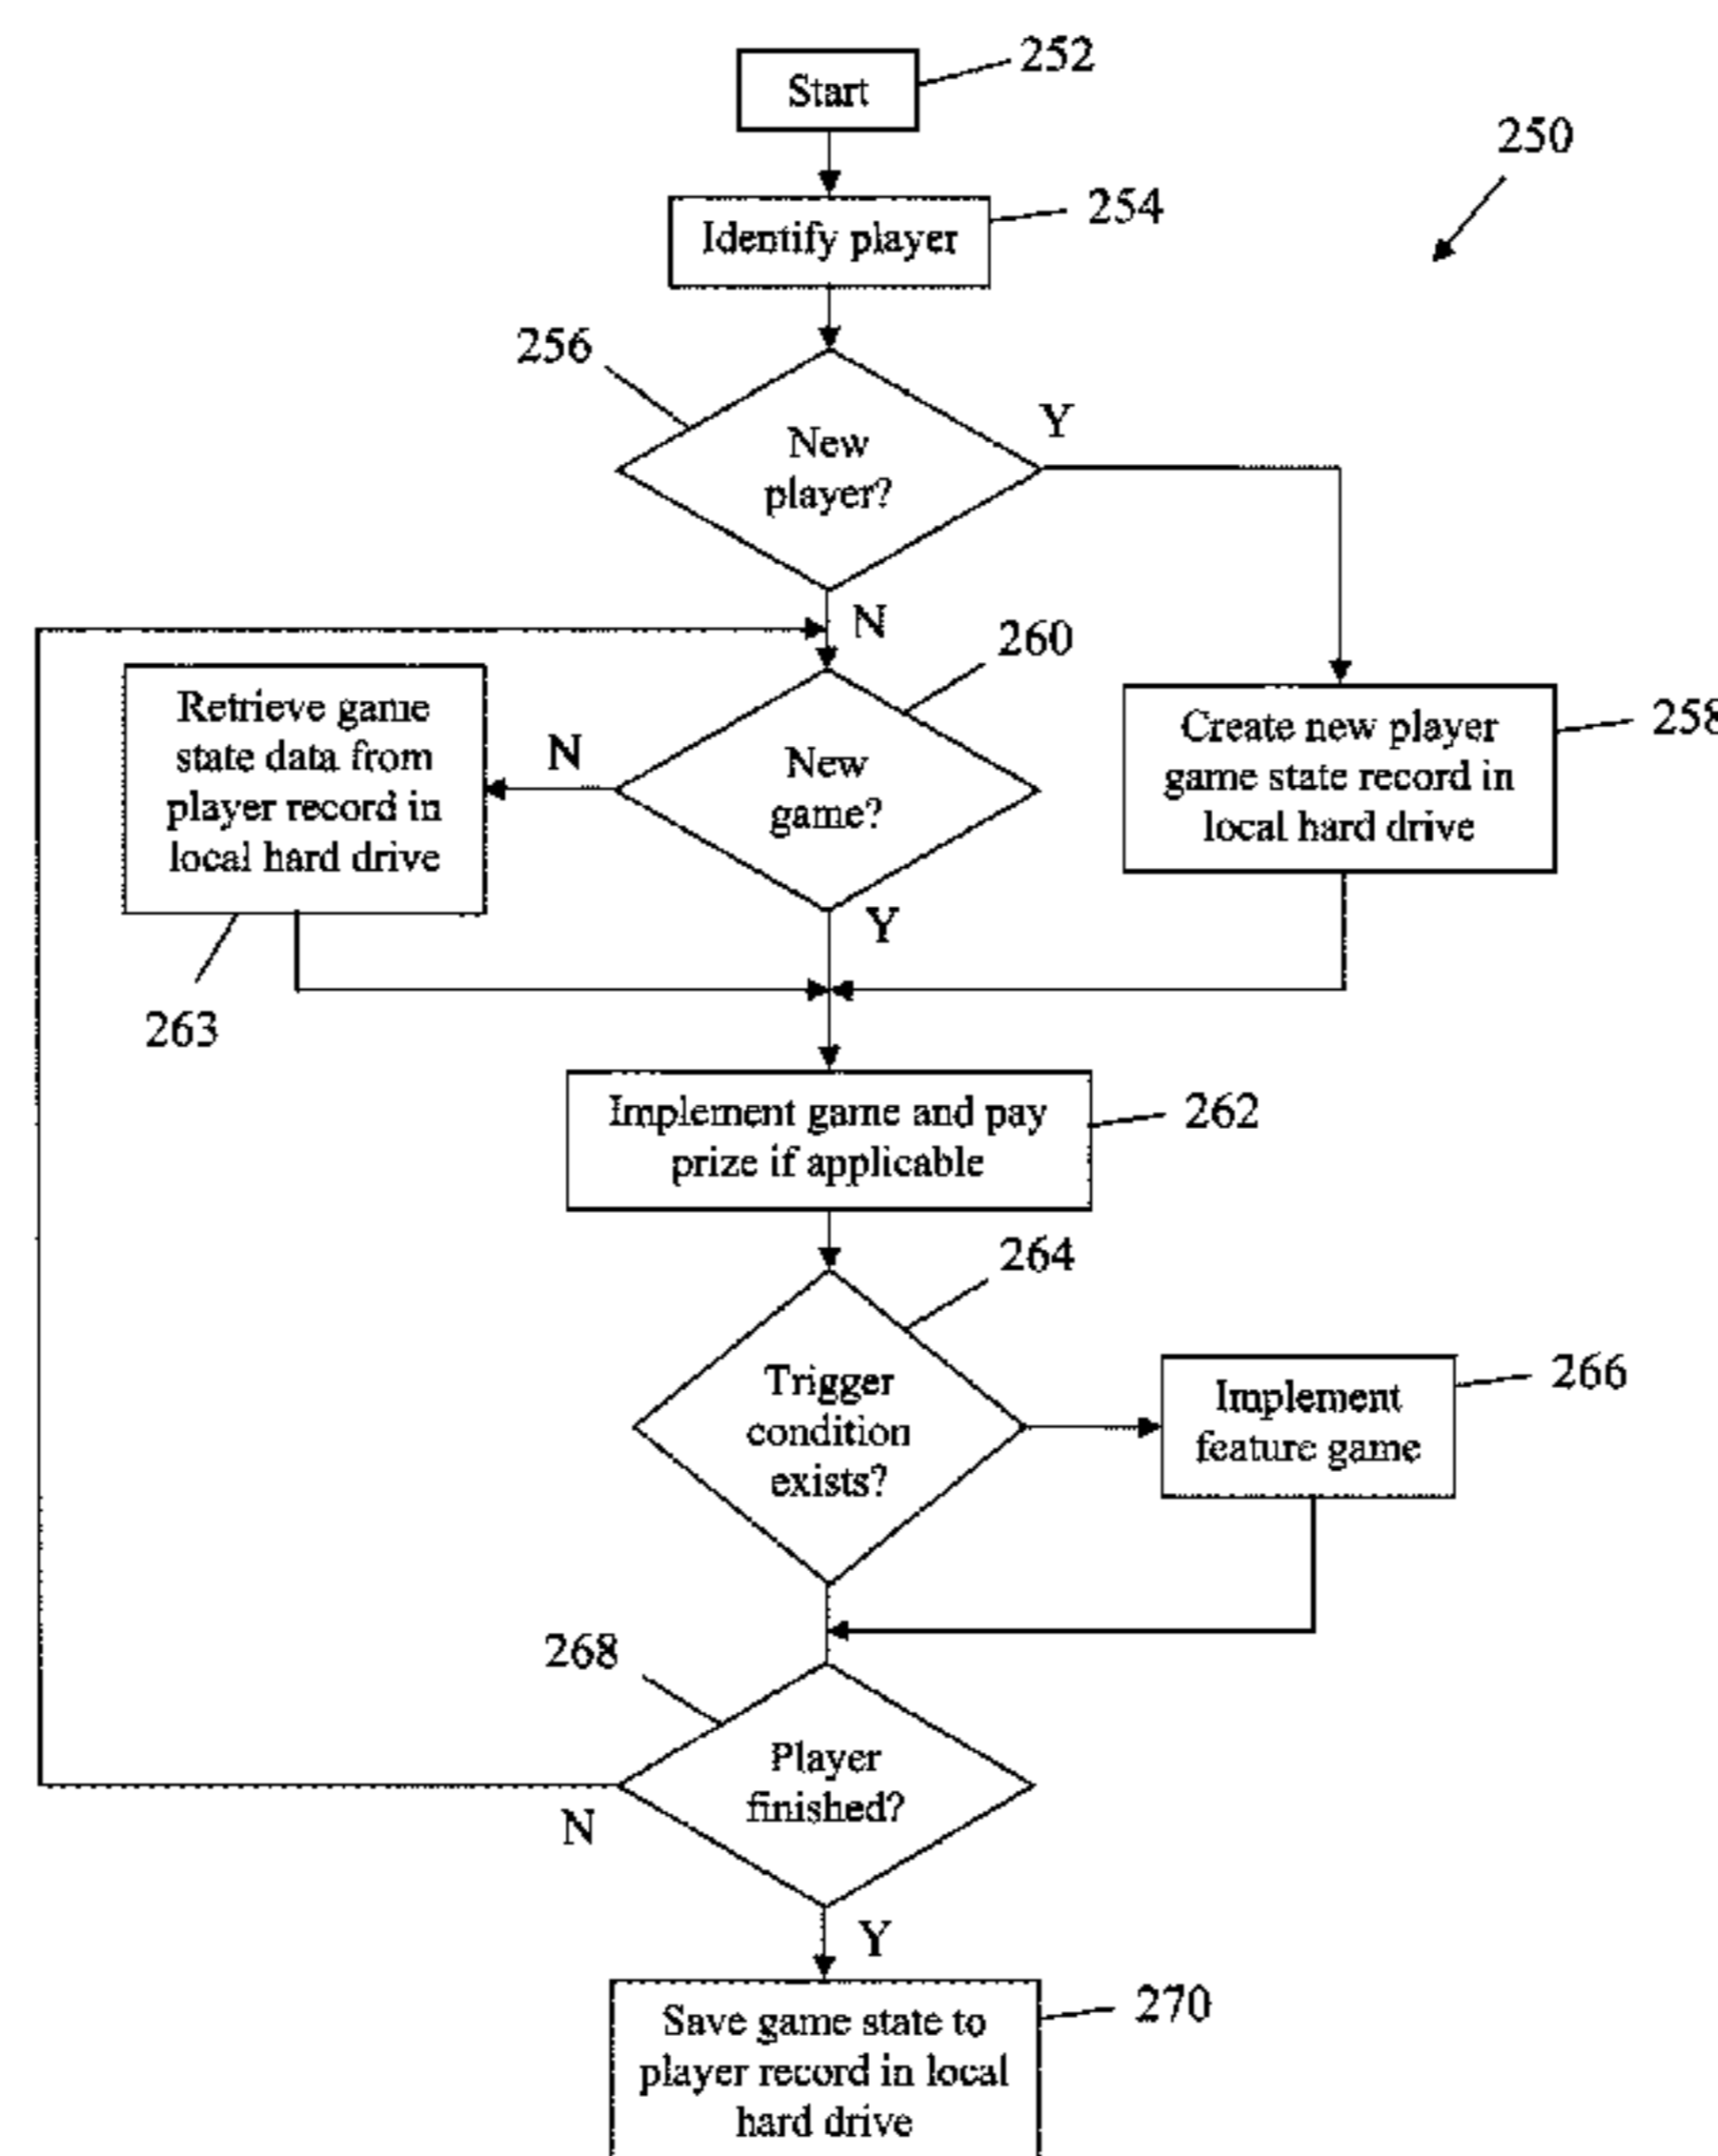 Start
252
250
Identify player
254
256
New
player?
Y
N
260
Retrieve game
state data from
player record in
local hard drive
N
New
game?
Create new player
game state record in
local hard drive
258
Y
263
Implement game and pay
prize if applicable
262
264
Trigger
condition
exists?
Implement
feature game
266
268
Player
finished?
N
Y
Save game state to
player record in local
hard drive
270